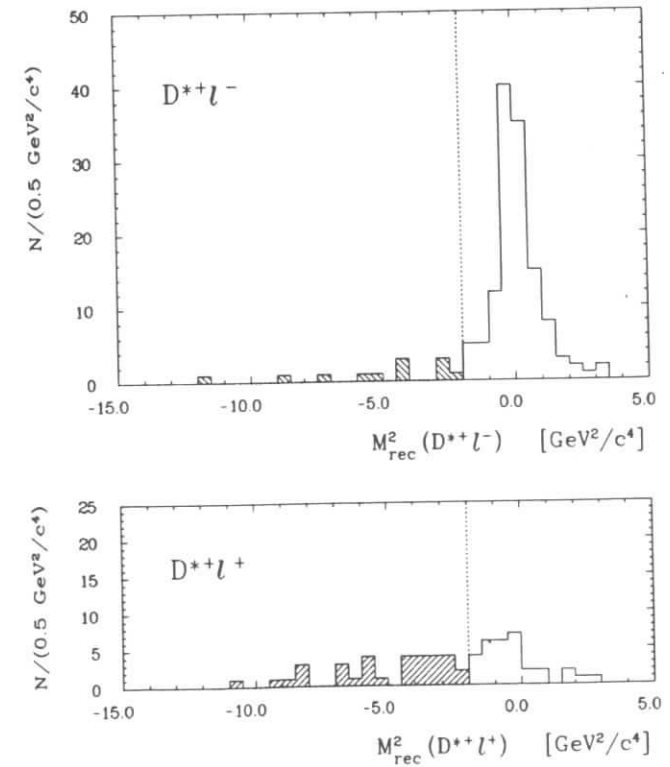 50
40
30
20
10
0
N/(0.5 GeV²/c⁴)
D*⁺l⁻
-15.0 -10.0 -5.0 0.0 5.0
M²rec(D*⁺l⁻) [GeV²/c⁴]
25
20
15
10
5
0
N/(0.5 GeV²/c⁴)
D*⁺l⁺
-15.0 -10.0 -5.0 0.0 5.0
M²rec(D*⁺l⁺) [GeV²/c⁴]